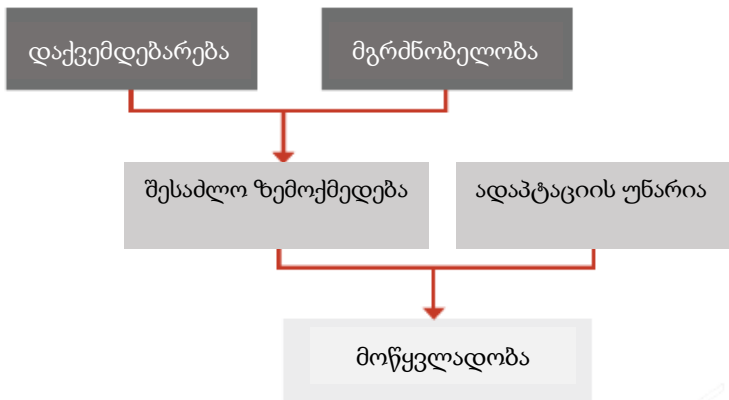 დაქვემდებარება
მგრძნობელობა
შესაძლო ზემოქმედება
ადაპტაციის უნარია
მოწყვლადობა